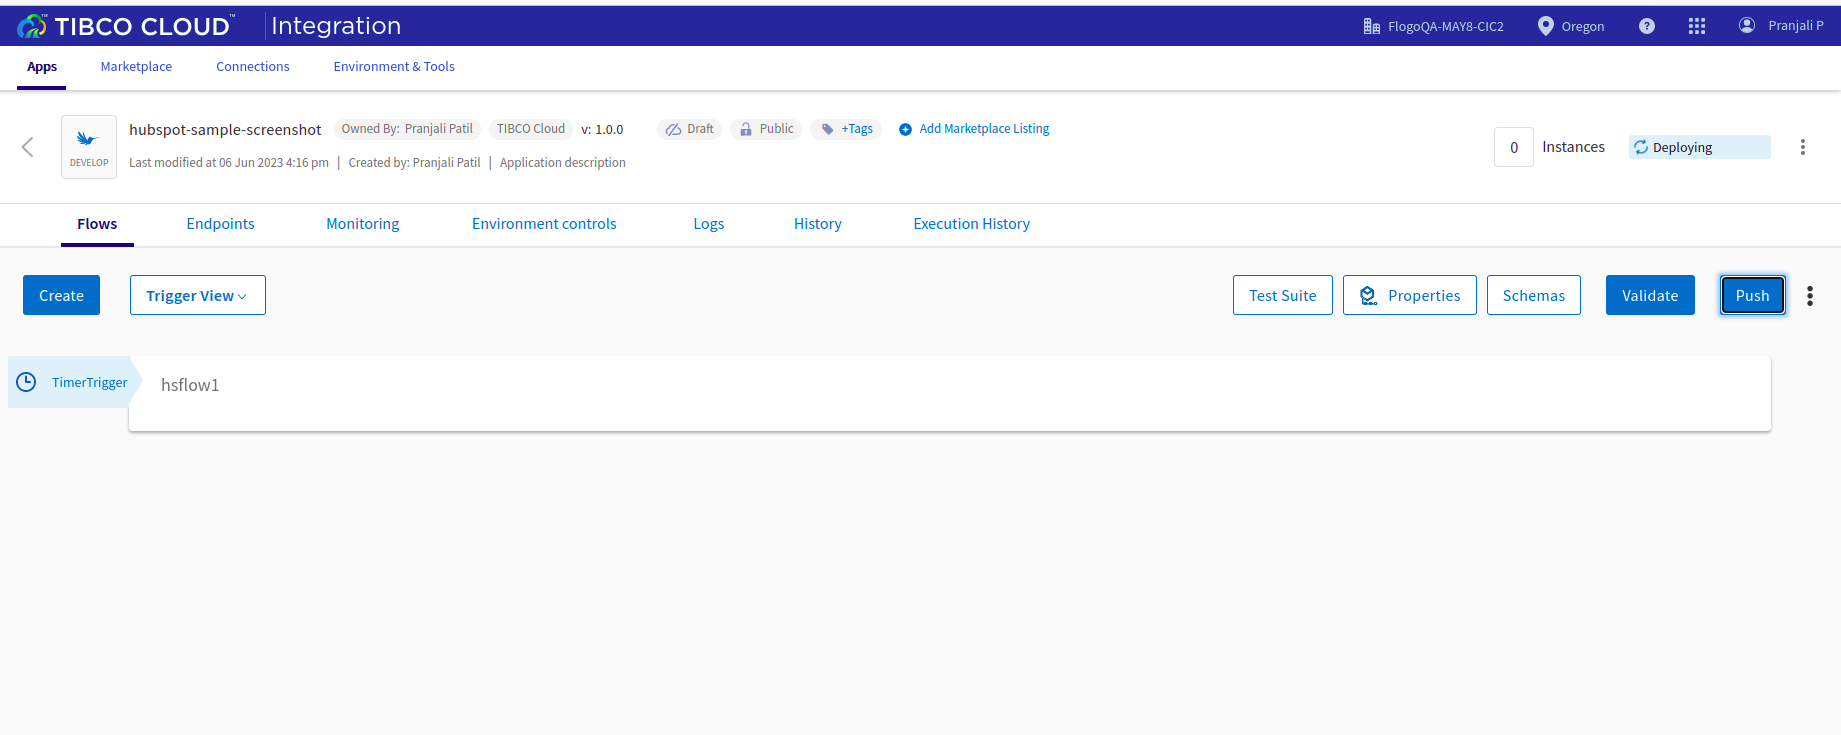 TIBCO CLOUD™ Integration FlogoQA-MAY8-CIC2 Oregon ? Pranjali P
Apps Marketplace Connections Environment & Tools
hubspot-sample-screenshot Owned By: Pranjali Patil TIBCO Cloud v: 1.0.0 Draft Public +Tags Add Marketplace Listing
DEVELOP
Last modified at 06 Jun 2023 4:16 pm | Created by: Pranjali Patil | Application description
0 Instances Deploying
Flows Endpoints Monitoring Environment controls Logs History Execution History
Create Trigger View Test Suite Properties Schemas Validate Push
TimerTrigger hsflow1